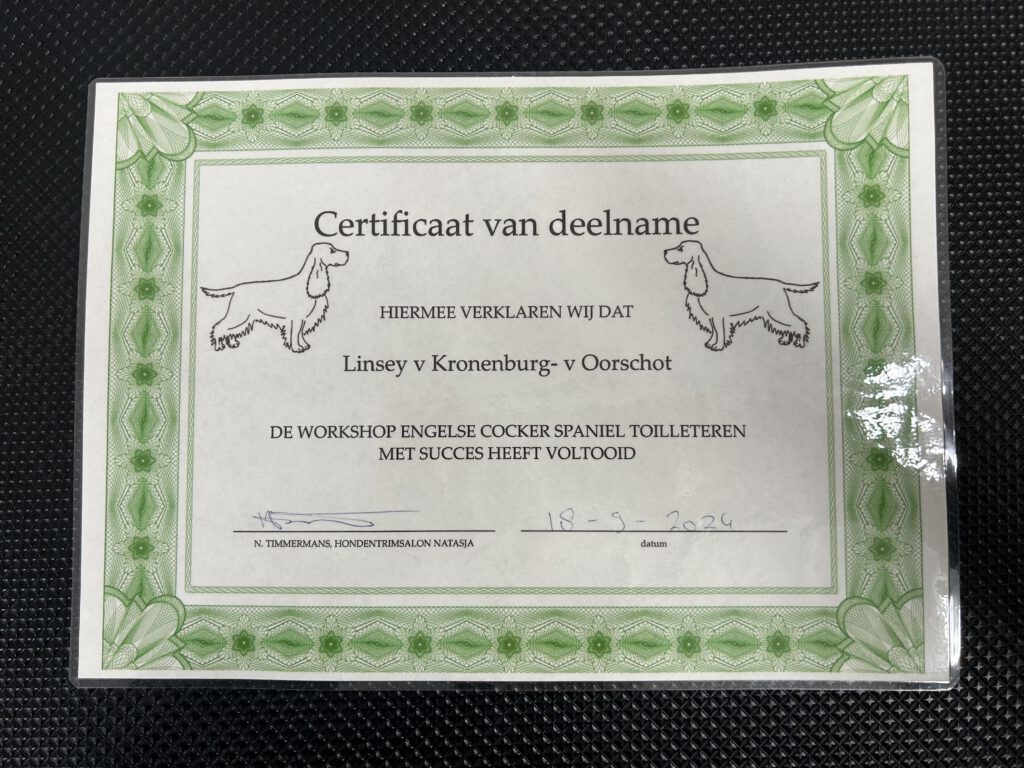 Certificaat van deelname
HIERMEE VERKLAREN WIJ DAT
Linsey v Kronenburg- v Oorschot
DE WORKSHOP ENGELSE COCKER SPANIEL TOILLETEREN
MET SUCCES HEEFT VOLTOOID
18 - 9 - 2024
N. TIMMERMANS, HONDENTRIMSALON NATASJA
datum